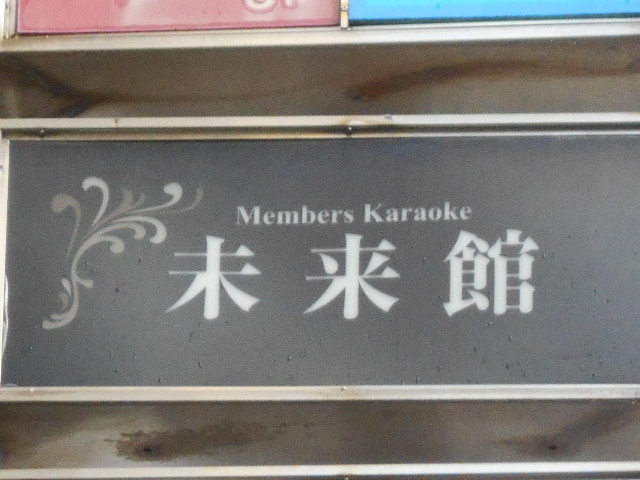 Members Karaoke
未来館